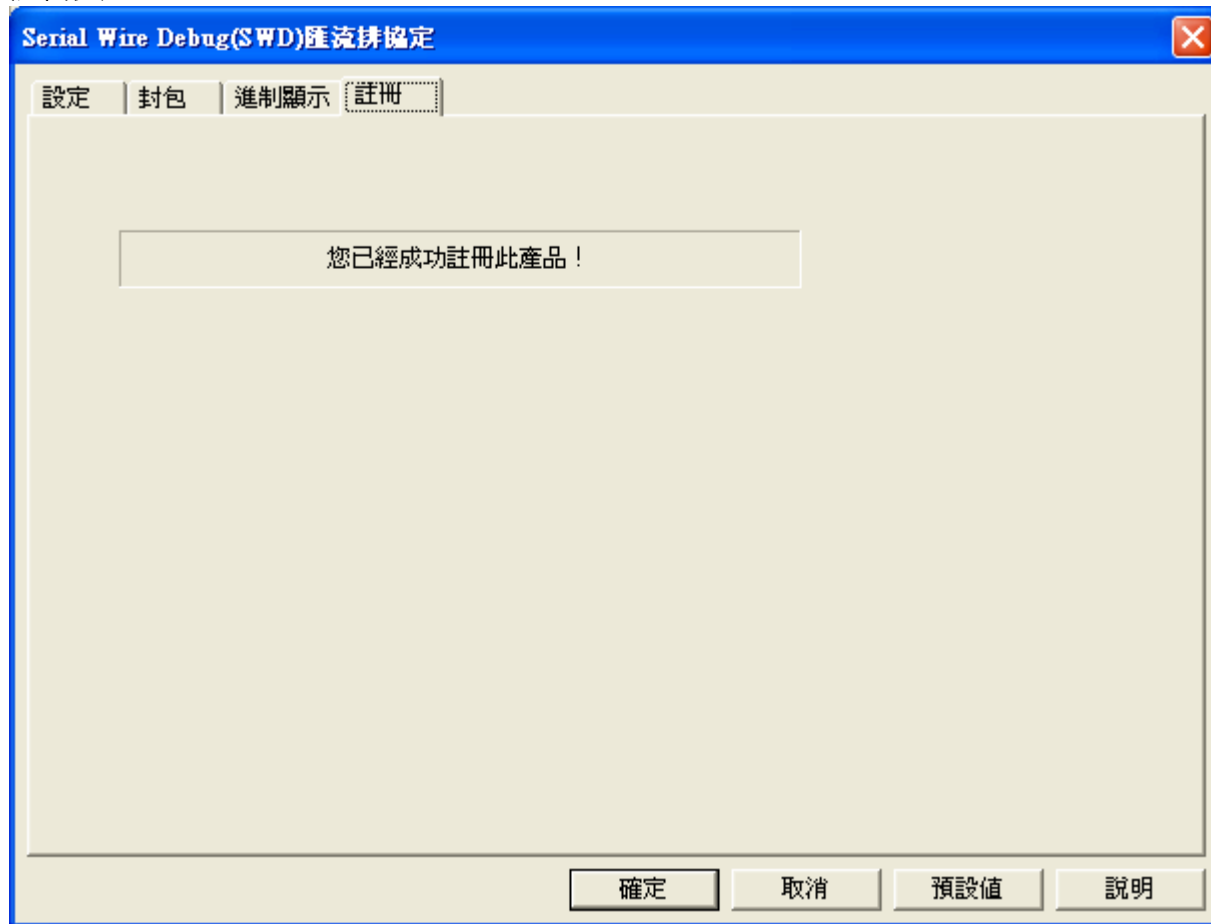 Serial Wire Debug(SWD)匯流排協定
設定 封包 進制顯示 註冊
您已經成功註冊此產品！
確定 取消 預設值 說明